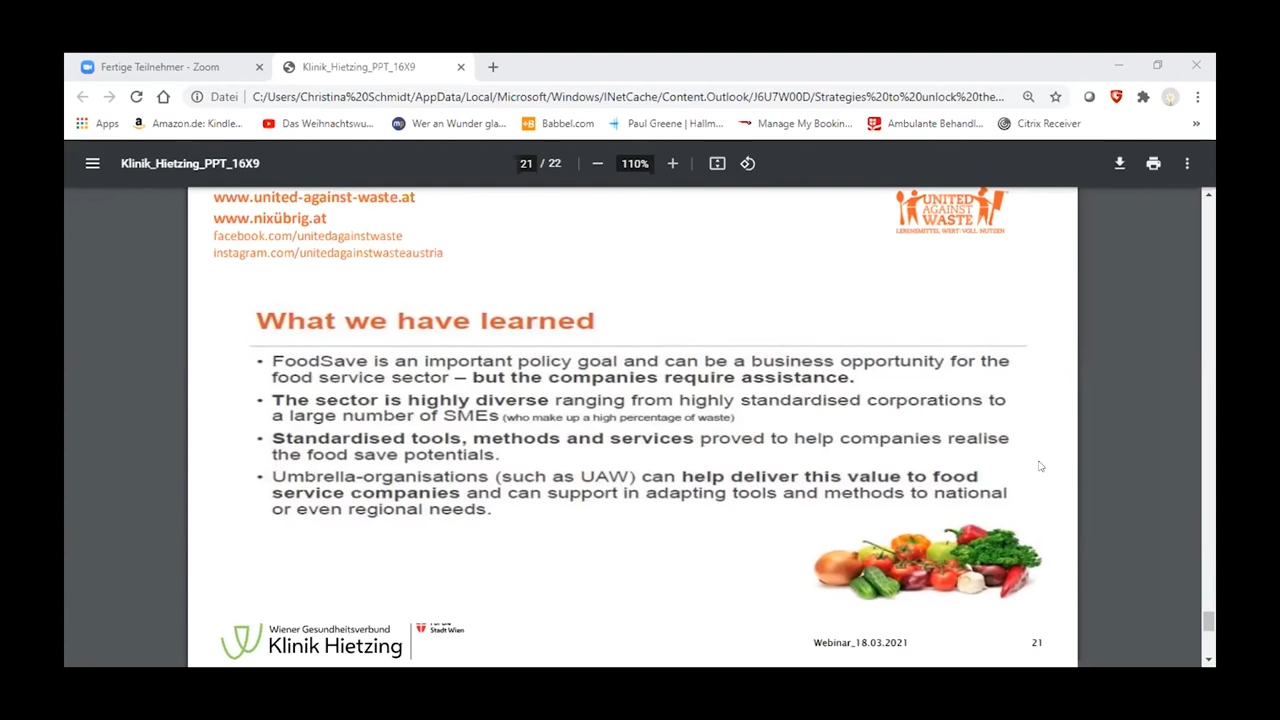 Fertige Teilnehmer - Zoom
Klinik_Hietzing_PPT_16X9
Datei
C:/Users/Christina%20Schmidt/AppData/Local/Microsoft/Windows/INetCache/Content.Outlook/J6U7W00D/Strategies%20to%20unlock%20the...
Apps
Amazon.de: Kindle...
Das Weihnachtswu...
Wer an Wunder gla...
Babbel.com
Paul Greene | Hallm...
Manage My Bookin...
Ambulante Behandl...
Citrix Receiver
»
Klinik_Hietzing_PPT_16X9
21 / 22
110%
www.united-against-waste.at
www.nixübrig.at
facebook.com/unitedagainstwaste
instagram.com/unitedagainstwasteaustria
UNITED
AGAINST
WASTE
LEBENSMITTEL WERT-VOLL NUTZEN
What we have learned
• FoodSave is an important policy goal and can be a business opportunity for the
food service sector – but the companies require assistance.
• The sector is highly diverse ranging from highly standardised corporations to
a large number of SMEs (who make up a high percentage of waste)
• Standardised tools, methods and services proved to help companies realise
the food save potentials.
• Umbrella-organisations (such as UAW) can help deliver this value to food
service companies and can support in adapting tools and methods to national
or even regional needs.
Wiener Gesundheitsverbund
Klinik Hietzing
Für die
Stadt Wien
Webinar_18.03.2021
21